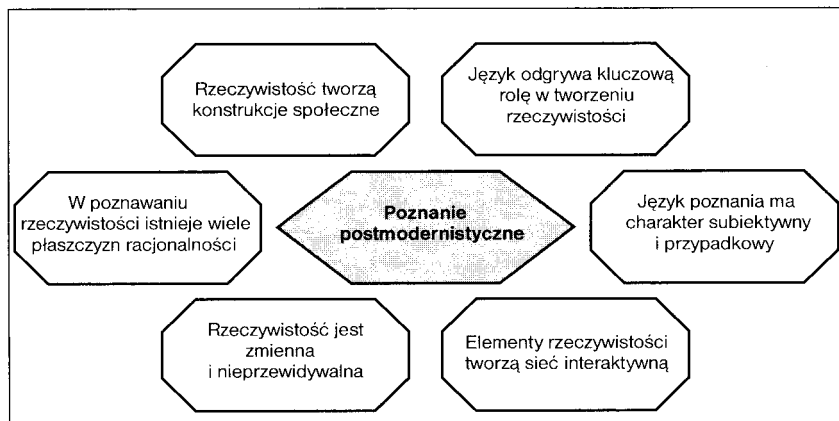 Rzeczywistość tworzą
konstrukcje społeczne
Język odgrywa kluczową
rolę w tworzeniu
rzeczywistości
W poznawaniu
rzeczywistości istnieje wiele
płaszczyzn racjonalności
Poznanie
postmodernistyczne
Język poznania ma
charakter subiektywny
i przypadkowy
Rzeczywistość jest
zmienna
i nieprzewidywalna
Elementy rzeczywistości
tworzą sieć interaktywną